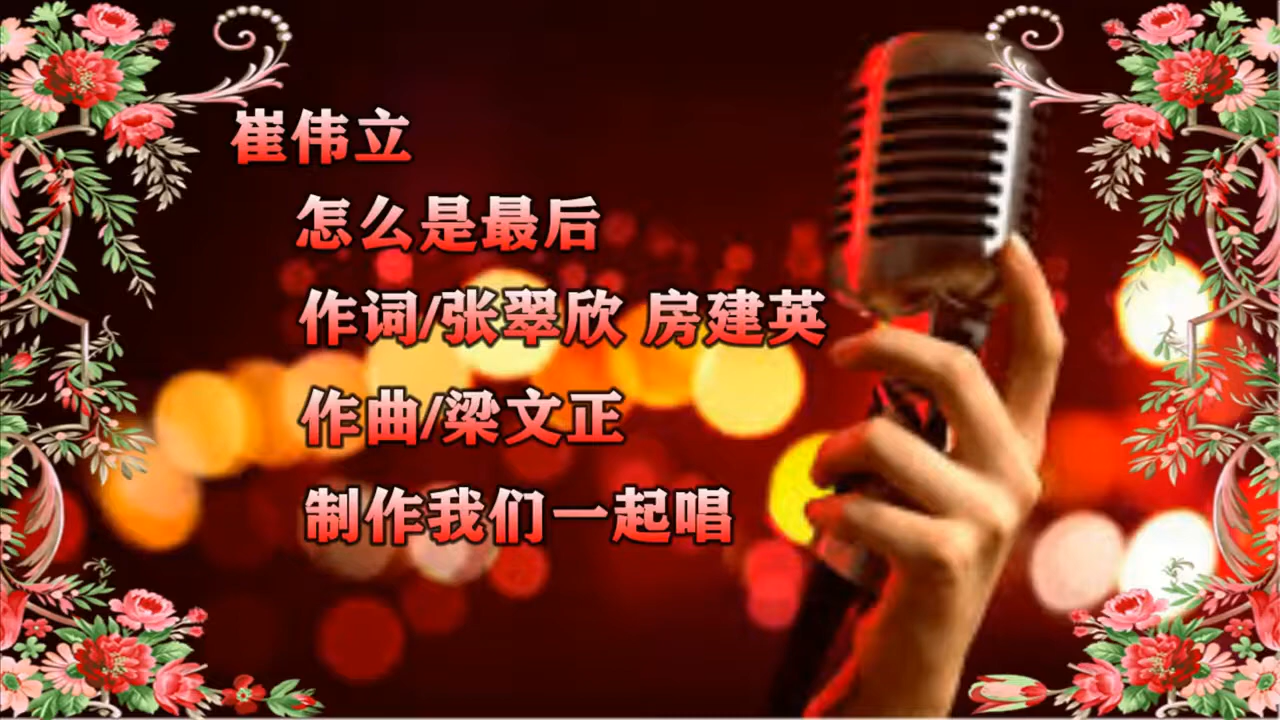 崔伟立
怎么是最后
作词/张翠欣 房建英
作曲/梁文正
制作我们一起唱